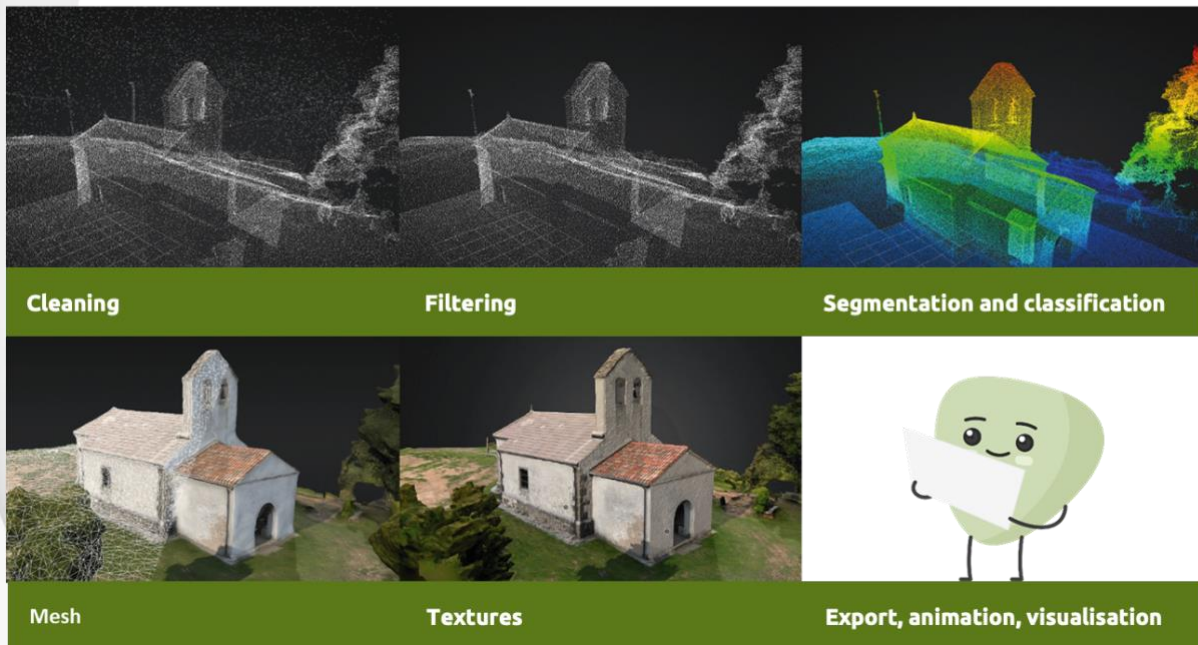 Cleaning
Filtering
Segmentation and classification
Mesh
Textures
Export, animation, visualisation